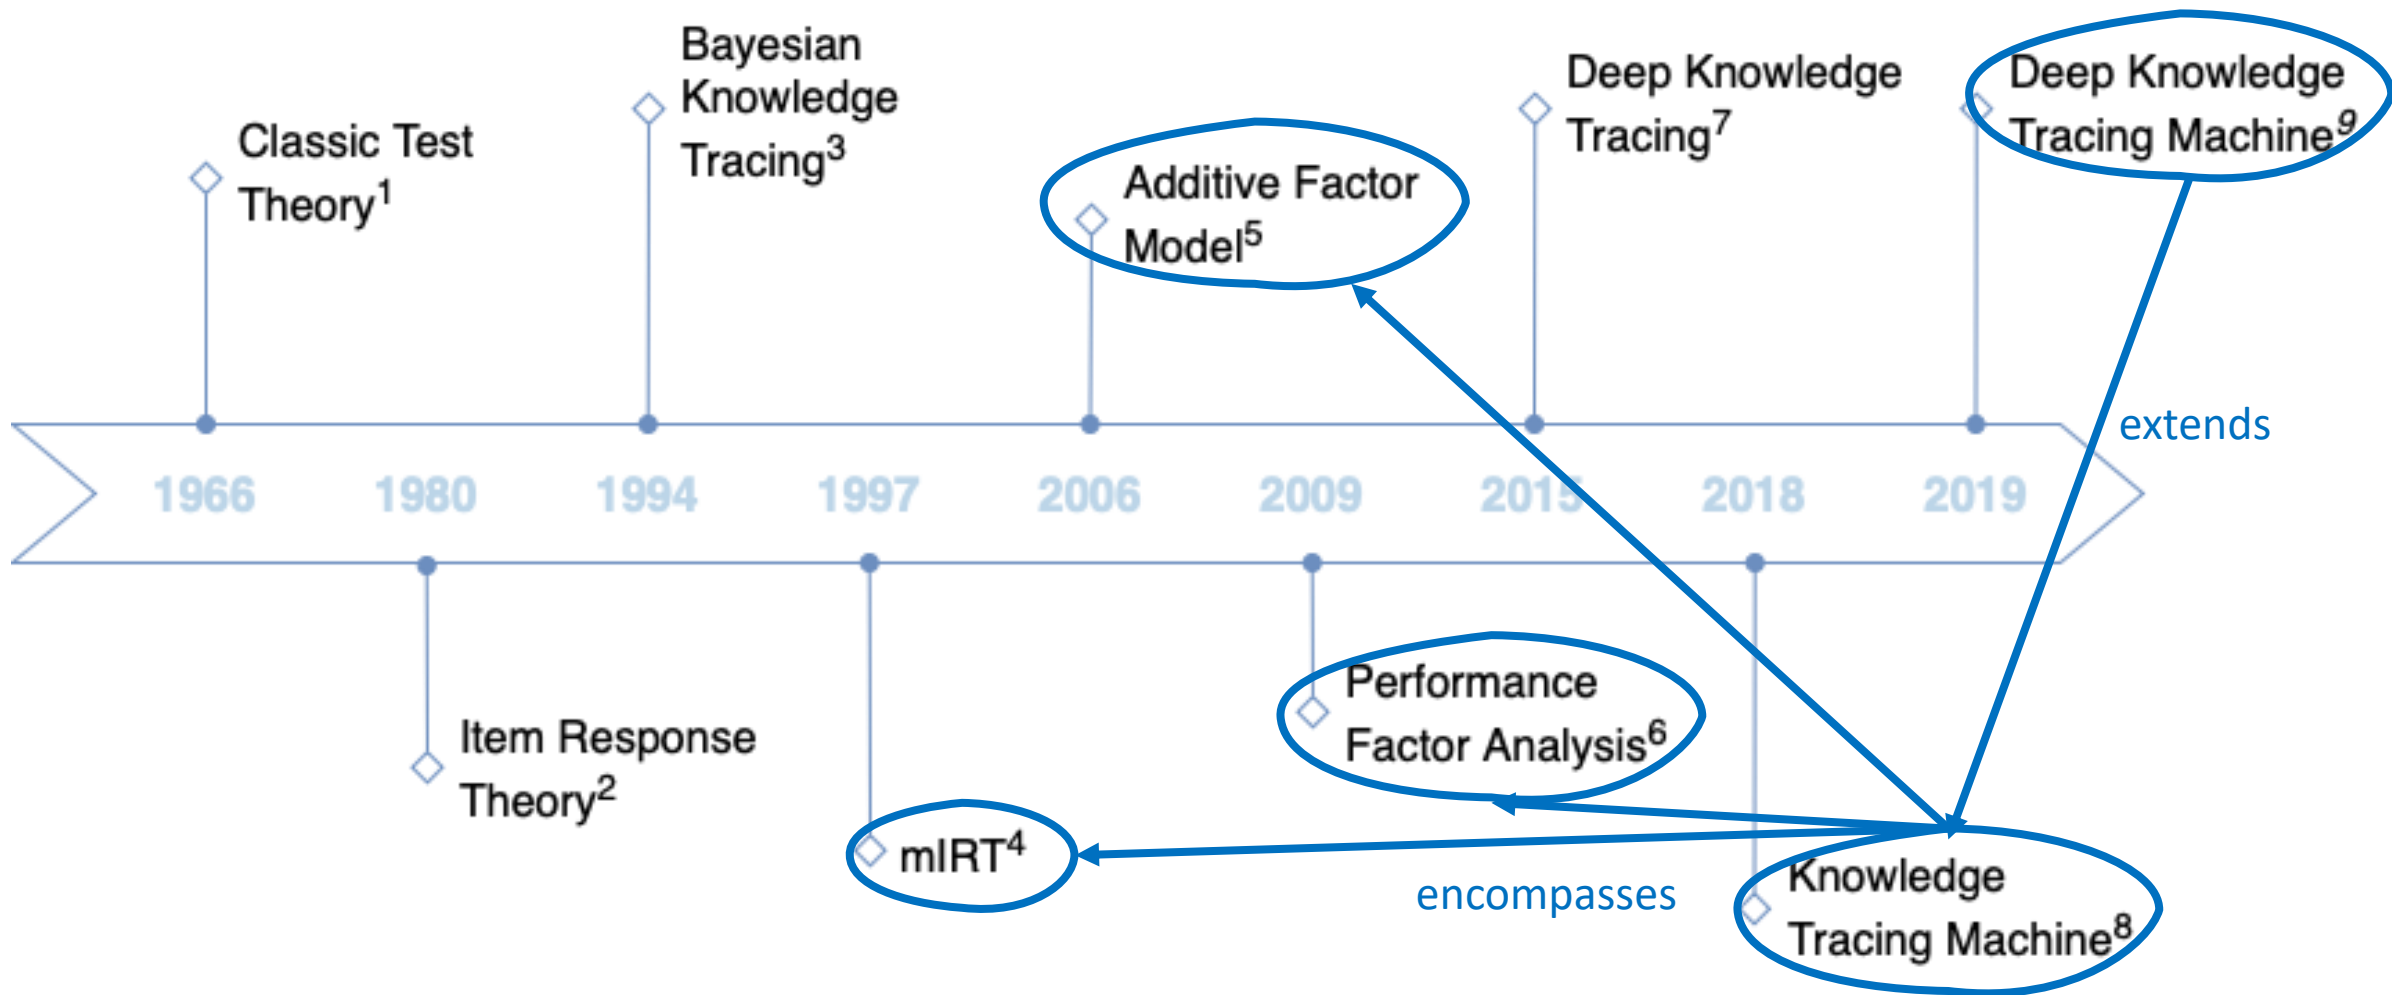 Classic Test
Theory1
Bayesian
Knowledge
Tracing3
Additive Factor
Model5
Deep Knowledge
Tracing7
Deep Knowledge
Tracing Machine9
extends
1966 1980 1994 1997 2006 2009 2015 2018 2019
Item Response
Theory2
mIRT4
Performance
Factor Analysis6
encompasses
Knowledge
Tracing Machine8